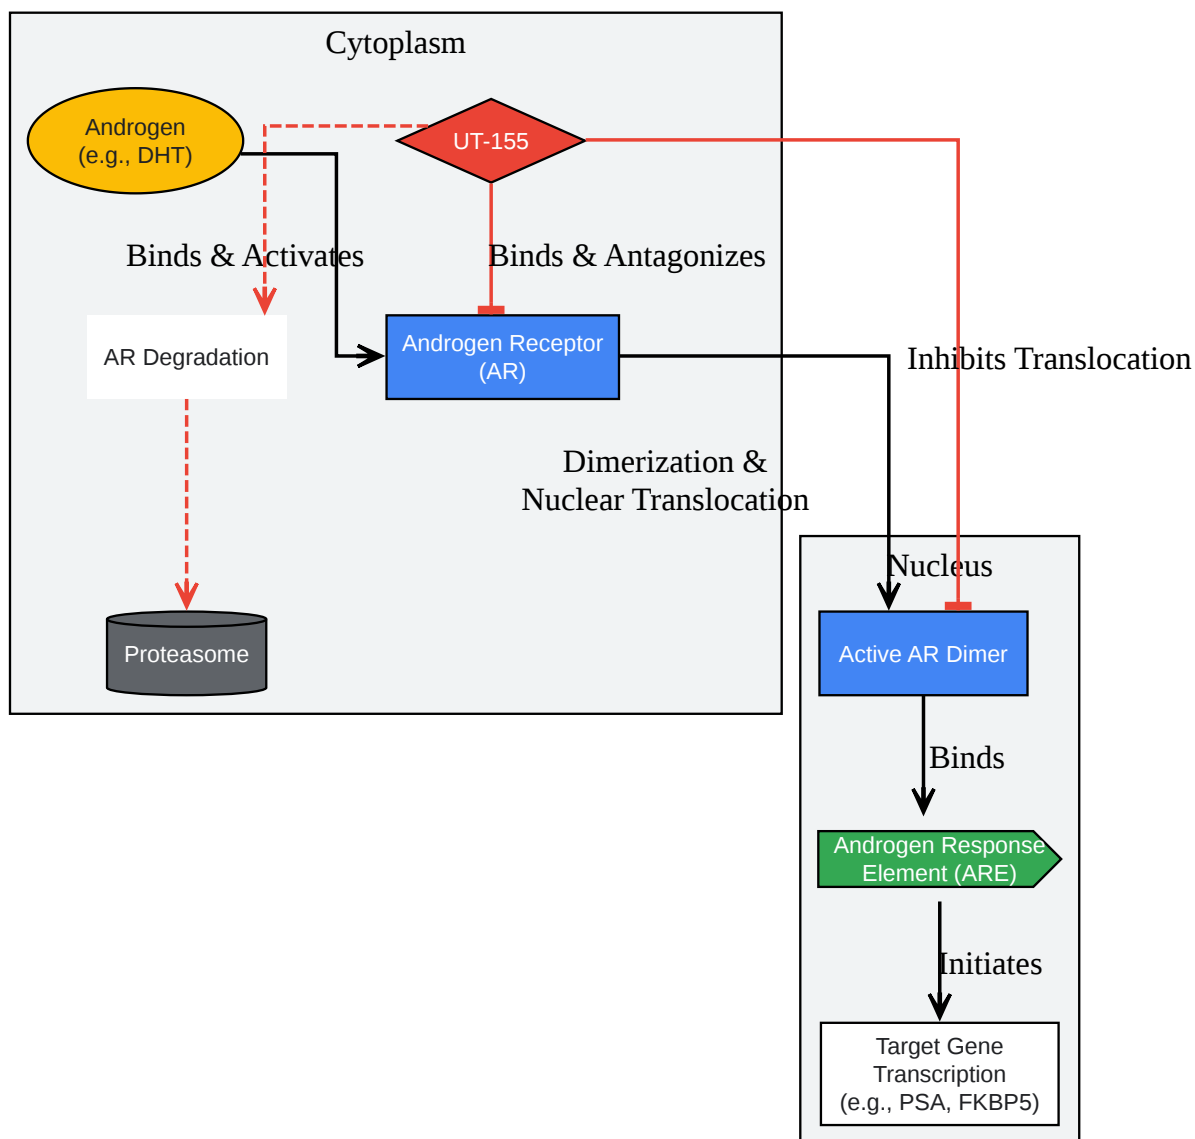 Cytoplasm
Androgen
(e.g., DHT)
UT-155
Binds & Activates
Binds & Antagonizes
AR Degradation
Androgen Receptor
(AR)
Inhibits Translocation
Dimerization &
Nuclear Translocation
Nucleus
Proteasome
Active AR Dimer
Binds
Androgen Response
Element (ARE)
Initiates
Target Gene
Transcription
(e.g., PSA, FKBP5)